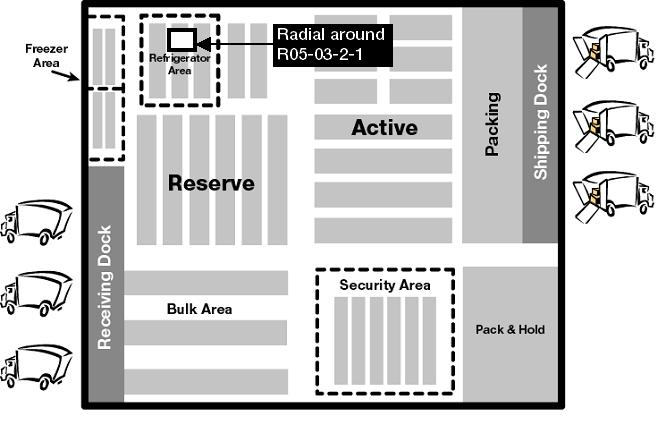 Freezer
Area
Refrigerator
Area
Radial around
R05-03-2-1
Active
Packing
Shipping Dock
Reserve
Receiving Dock
Bulk Area
Security Area
Pack & Hold